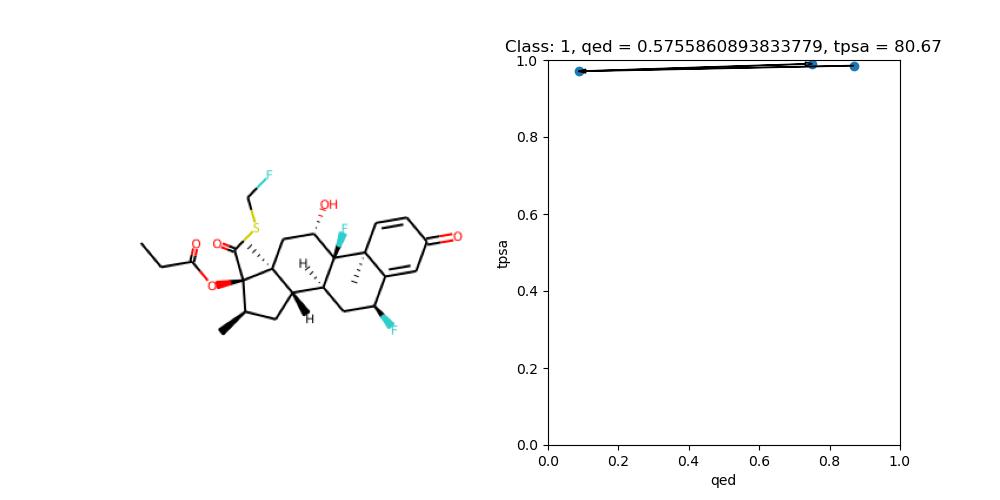 Class: 1, qed = 0.5755860893833779, tpsa = 80.67
F
S
O
O
O
OH
H
F
H
F
O
tpsa
1.0
0.8
0.6
0.4
0.2
0.0
0.0 0.2 0.4 0.6 0.8 1.0
qed